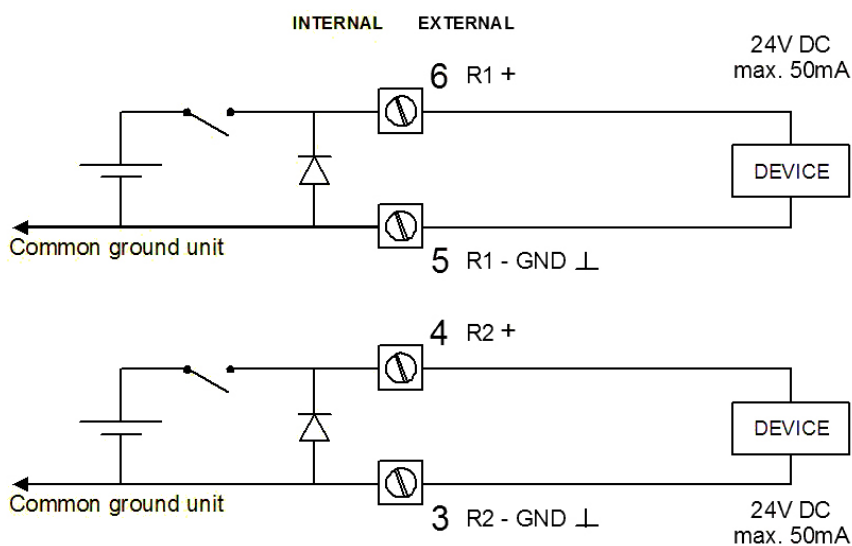 INTERNAL EXTERNAL
24V DC
max. 50mA
6 R1 +
DEVICE
Common ground unit
5 R1 - GND ⊥
4 R2 +
DEVICE
Common ground unit
3 R2 - GND ⊥
24V DC
max. 50mA